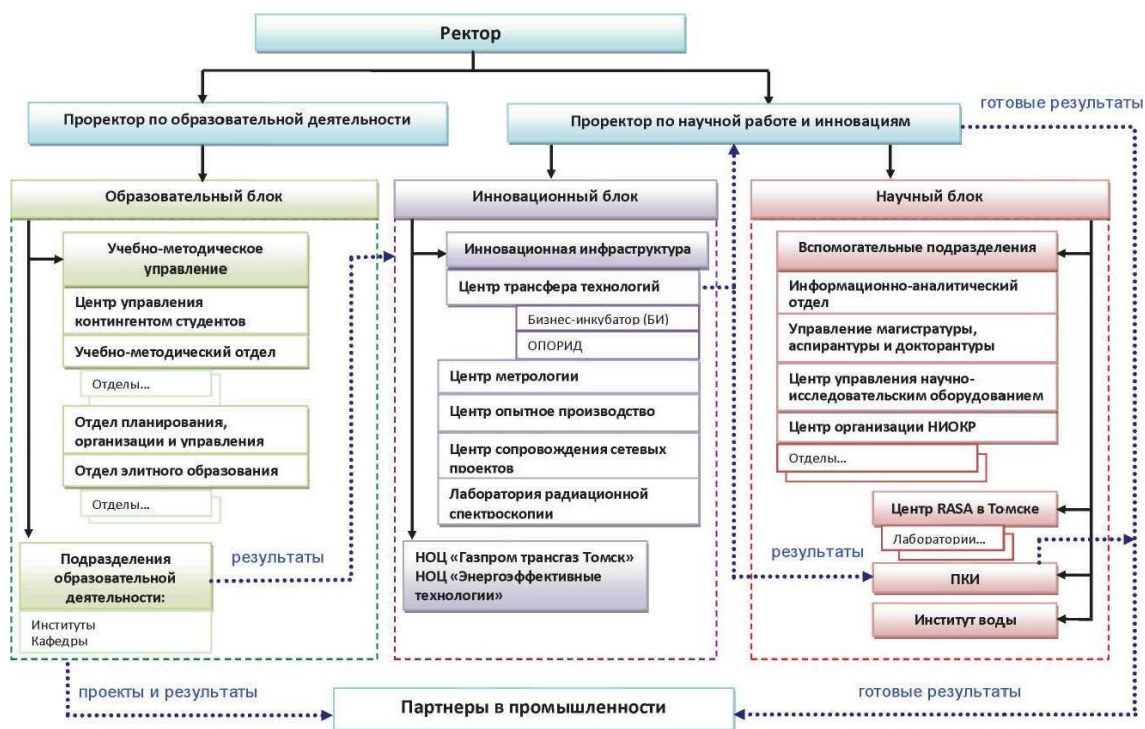 Ректор
готовые результаты
Проректор по образовательной деятельности
Проректор по научной работе и инновациям
Образовательный блок
Учебно-методическое
управление
Центр управления
контингентом студентов
Учебно-методический отдел
Отделы...
Отдел планирования,
организации и управления
Отдел элитного образования
Отделы...
Подразделения
образовательной
деятельности:
Институты
Кафедры
результаты
Инновационный блок
Инновационная инфраструктура
Центр трансфера технологий
Бизнес-инкубатор (БИ)
ОПОРИД
Центр метрологии
Центр опытное производство
Центр сопровождения сетевых
проектов
Лаборатория радиационной
спектроскопии
НОЦ «Газпром трансгаз Томск»
НОЦ «Энергоэффективные
технологии»
результаты
Научный блок
Вспомогательные подразделения
Информационно-аналитический
отдел
Управление магистратуры,
аспирантуры и докторантуры
Центр управления научно-
исследовательским оборудованием
Центр организации НИОКР
Отделы...
Центр RASA в Томске
Лаборатории...
ПКИ
Институт воды
проекты и результаты
Партнеры в промышленности
готовые результаты